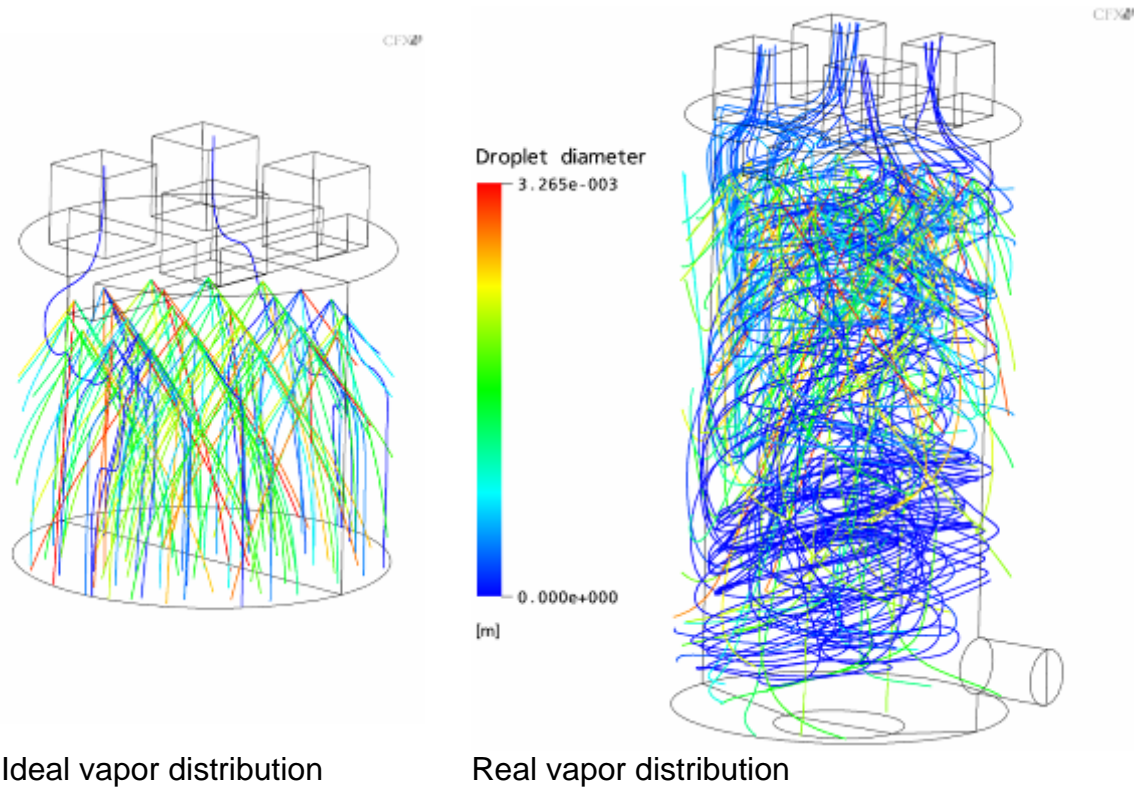 CFX
CFX
Droplet diameter
3.265e-003
0.000e+000
[m]
Ideal vapor distribution
Real vapor distribution